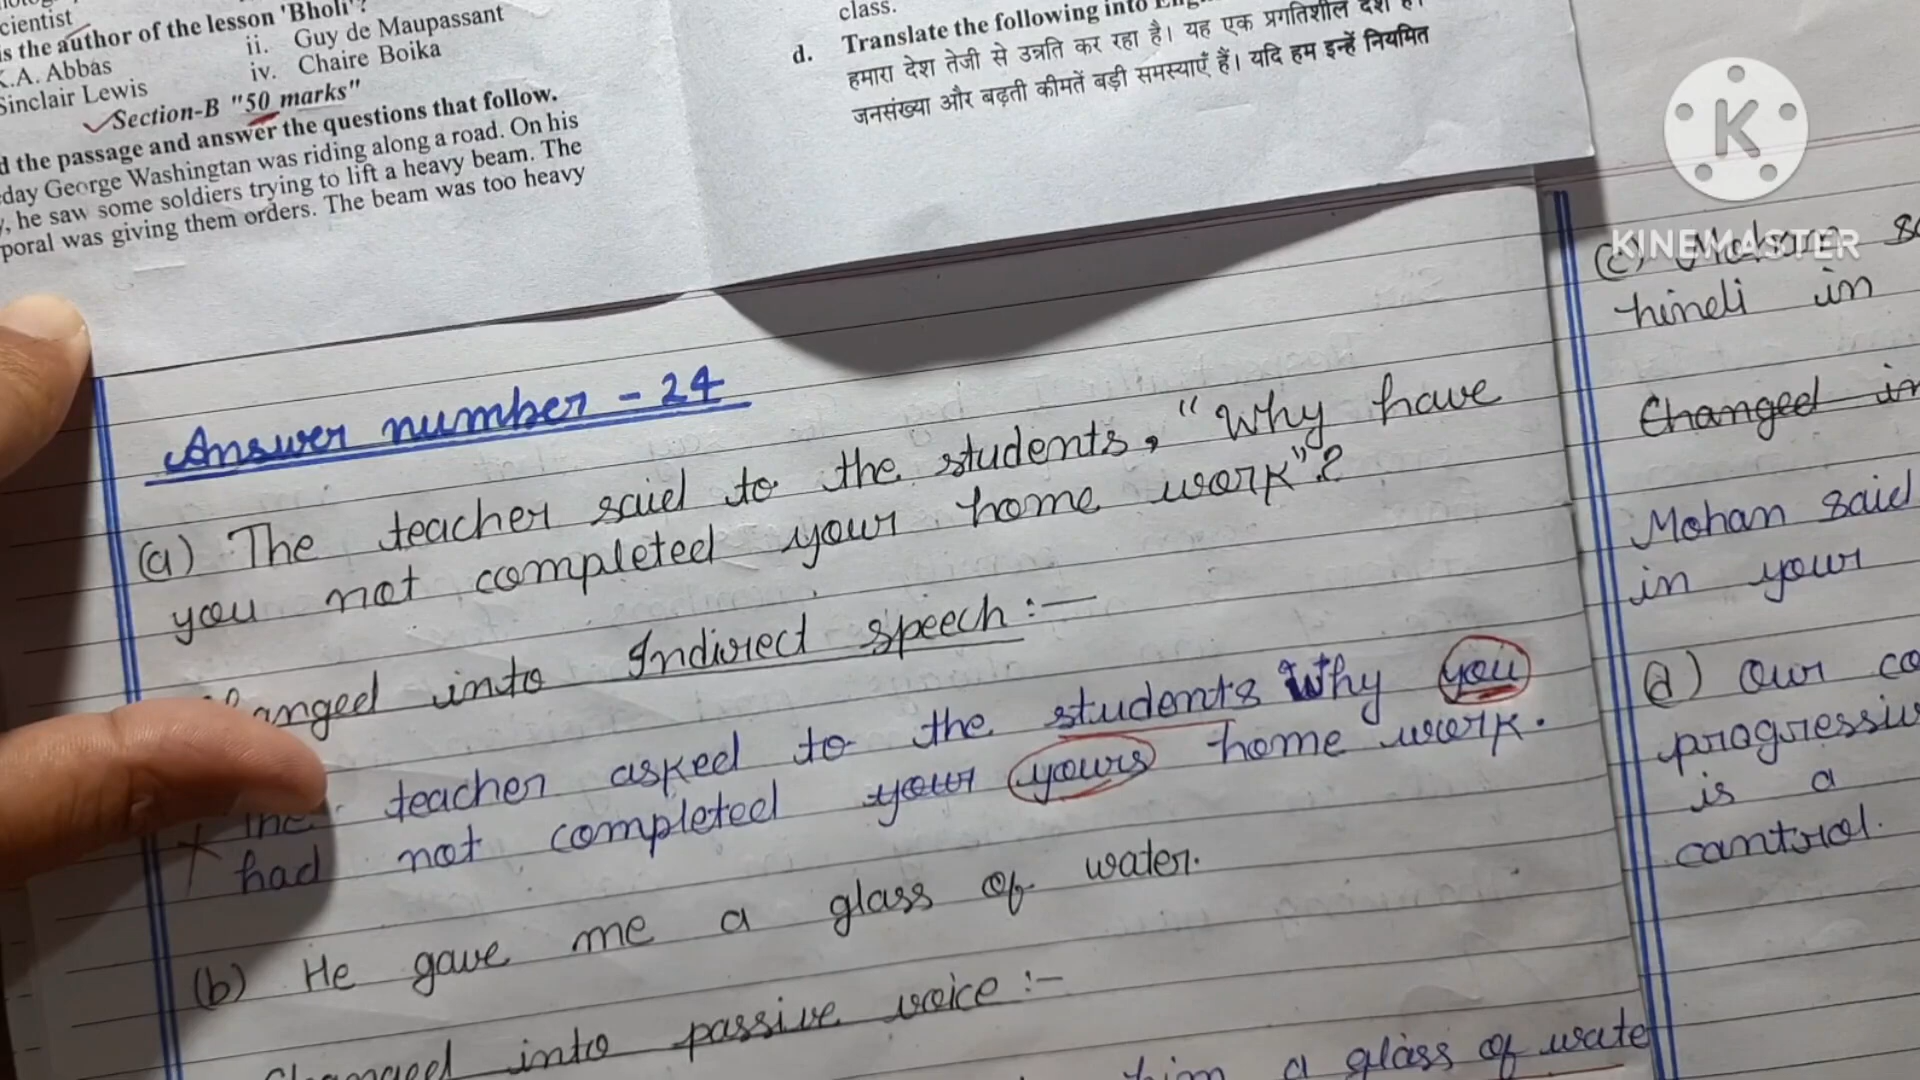 cientist
is the author of the lesson 'Bholi'?
ii. Guy de Maupassant
K.A. Abbas
iv. Chaire Boika
Sinclair Lewis
Section-B "50 marks"
d the passage and answer the questions that follow.
day George Washingtan was riding along a road. On his
, he saw some soldiers trying to lift a heavy beam. The
poral was giving them orders. The beam was too heavy
class.
d. Translate the following into Eng
हमारा देश तेजी से उन्नति कर रहा है। यह एक प्रगतिशील देश है।
जनसंख्या और बढ़ती कीमतें बड़ी समस्याएँ हैं। यदि हम इन्हें नियमित
K
KINEMASTER
Answer number - 24
(a) The teacher said to the students, "Why have
you not completed your home work"?
anged into Indirect speech :-
The teacher asked to the students Why you
had not completed your yours home work.
(b) He gave me a glass of water.
Changed into passive voice :-
him a glass of wate
(c) Mohan sa
hindi in
Changed in
Mohan said
in your
(d) Our co
progressiv
is a
cantrol.